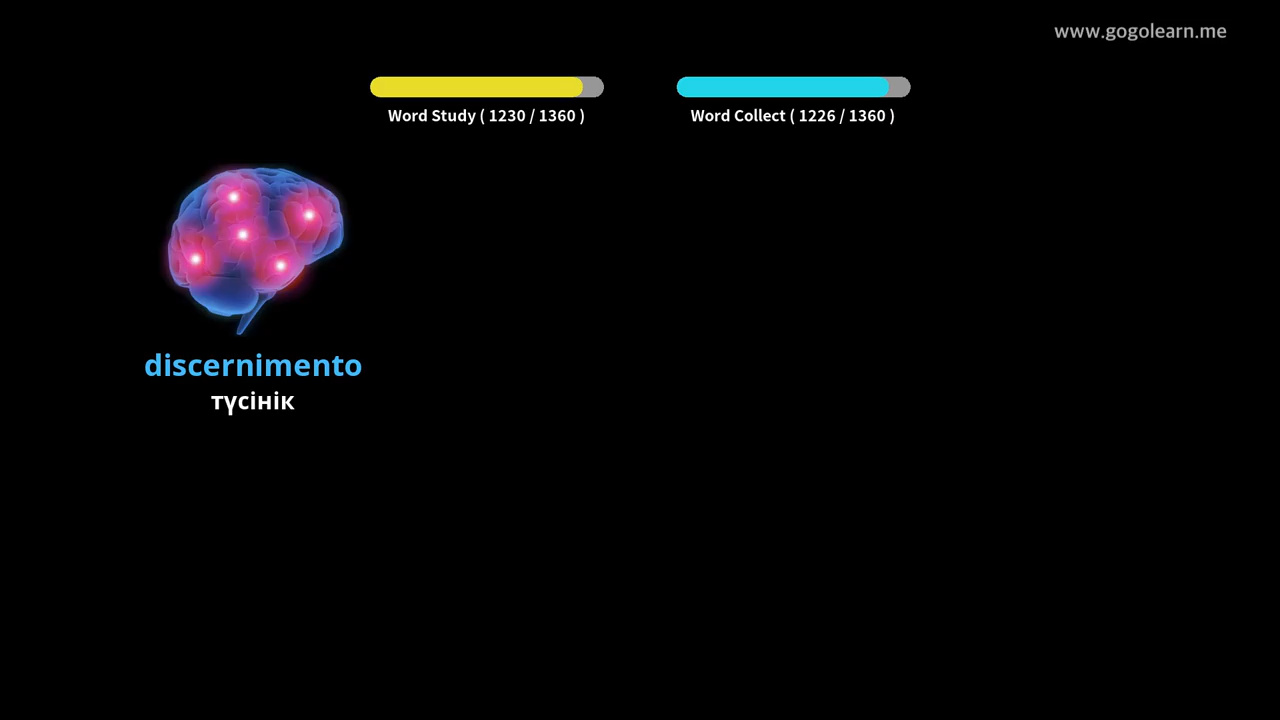 www.gogolearn.me
Word Study ( 1230 / 1360 )
Word Collect ( 1226 / 1360 )
discernimento
түсінік